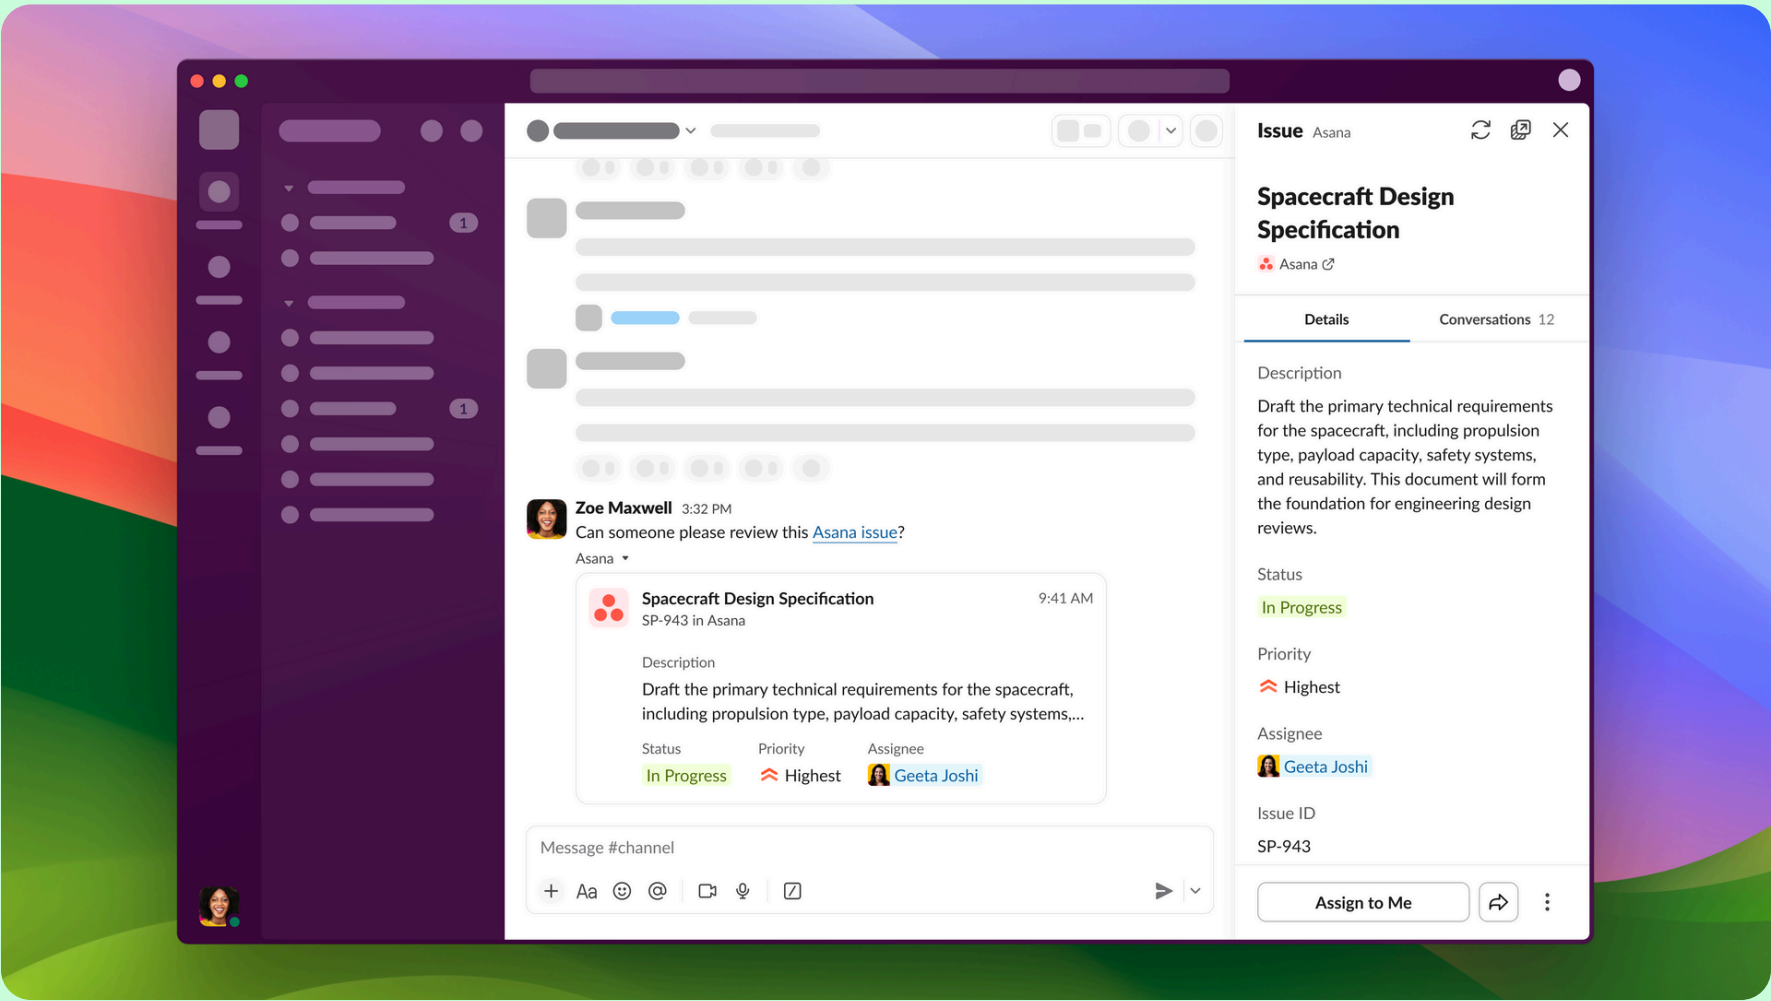 1
1
Zoe Maxwell 3:32 PM
Can someone please review this Asana issue?
Asana
Spacecraft Design Specification 9:41 AM
SP-943 in Asana
Description
Draft the primary technical requirements for the spacecraft,
including propulsion type, payload capacity, safety systems,...
Status Priority Assignee
In Progress Highest Geeta Joshi
Message #channel
Aa
Issue Asana
Spacecraft Design
Specification
Asana
Details Conversations 12
Description
Draft the primary technical requirements
for the spacecraft, including propulsion
type, payload capacity, safety systems,
and reusability. This document will form
the foundation for engineering design
reviews.
Status
In Progress
Priority
Highest
Assignee
Geeta Joshi
Issue ID
SP-943
Assign to Me